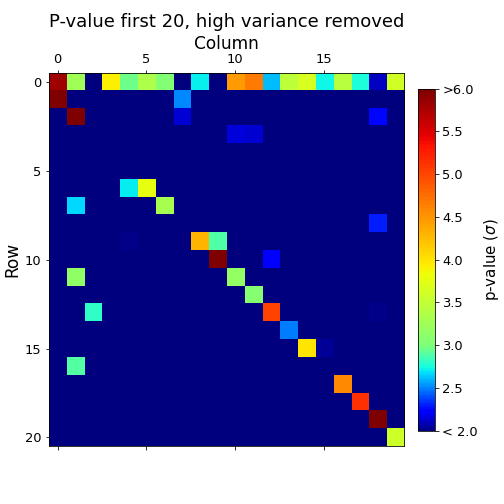 P-value first 20, high variance removed
Column
0 5 10 15
Row
0
5
10
15
20
>6.0
5.5
5.0
4.5
4.0
3.5
3.0
2.5
< 2.0
p-value (σ)